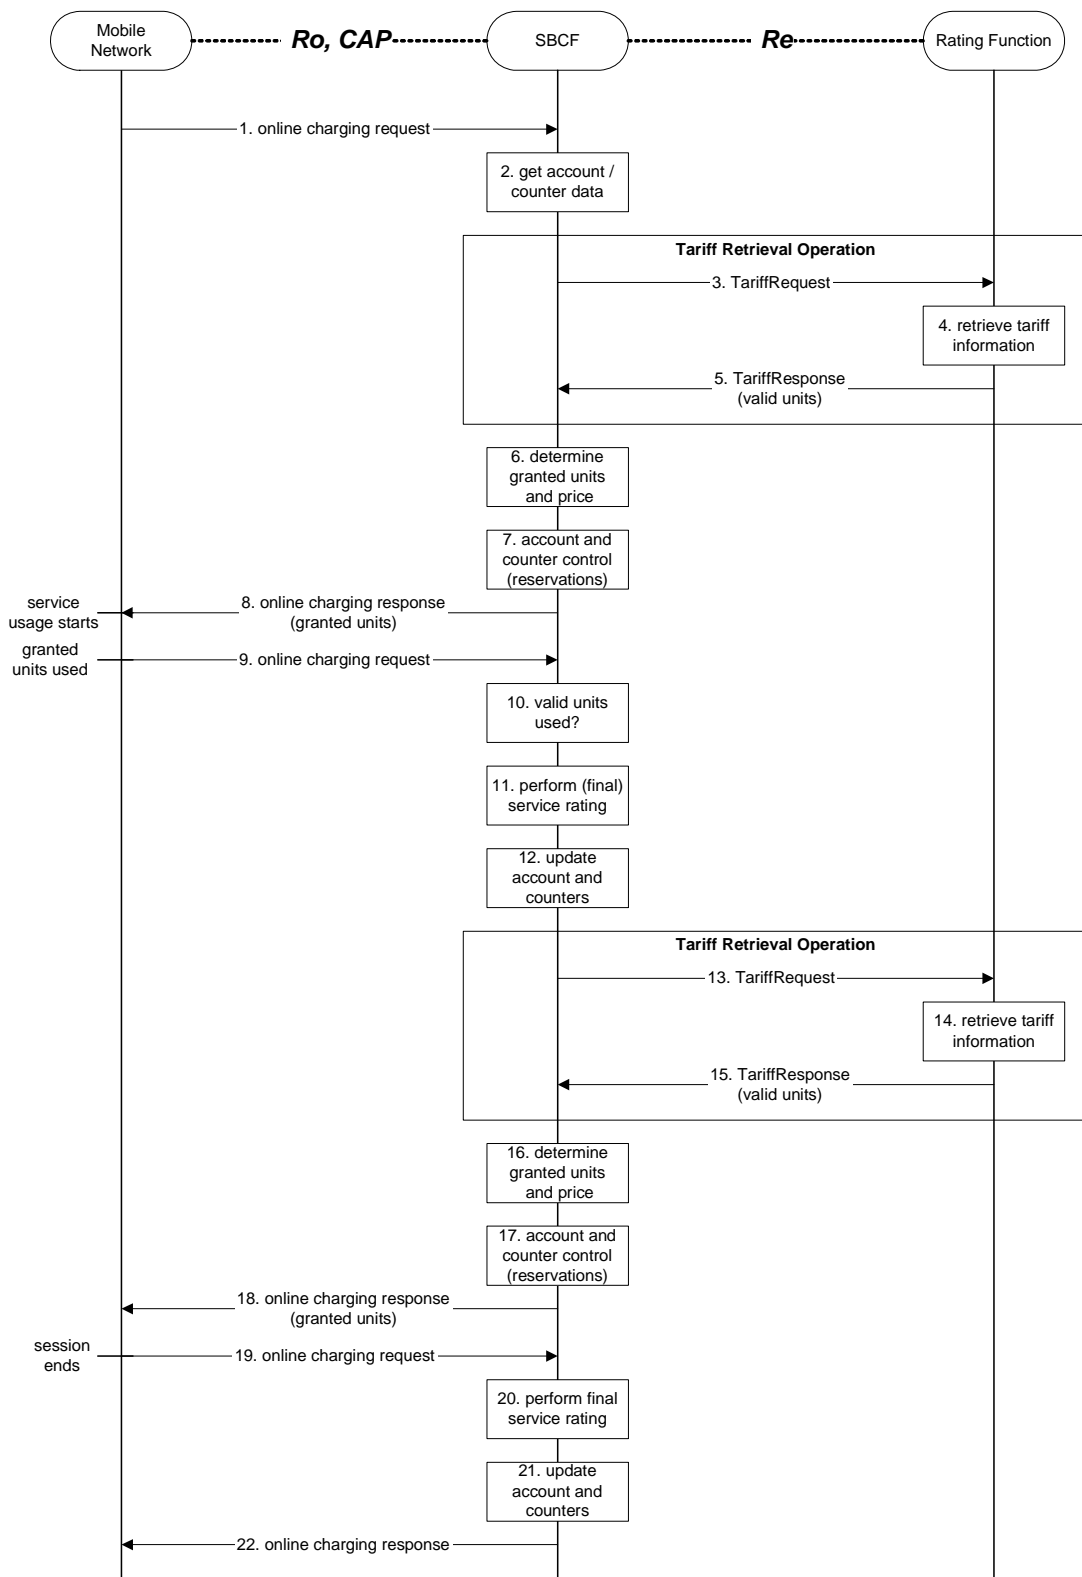 Mobile
Network
Ro, CAP
SBCF
Re
Rating Function
1. online charging request
2. get account /
counter data
Tariff Retrieval Operation
3. TariffRequest
4. retrieve tariff
information
5. TariffResponse
(valid units)
6. determine
granted units
and price
7. account and
counter control
(reservations)
service
usage starts
8. online charging response
(granted units)
granted
units used
9. online charging request
10. valid units
used?
11. perform (final)
service rating
12. update
account and
counters
Tariff Retrieval Operation
13. TariffRequest
14. retrieve tariff
information
15. TariffResponse
(valid units)
16. determine
granted units
and price
17. account and
counter control
(reservations)
18. online charging response
(granted units)
session
ends
19. online charging request
20. perform final
service rating
21. update
account and
counters
22. online charging response